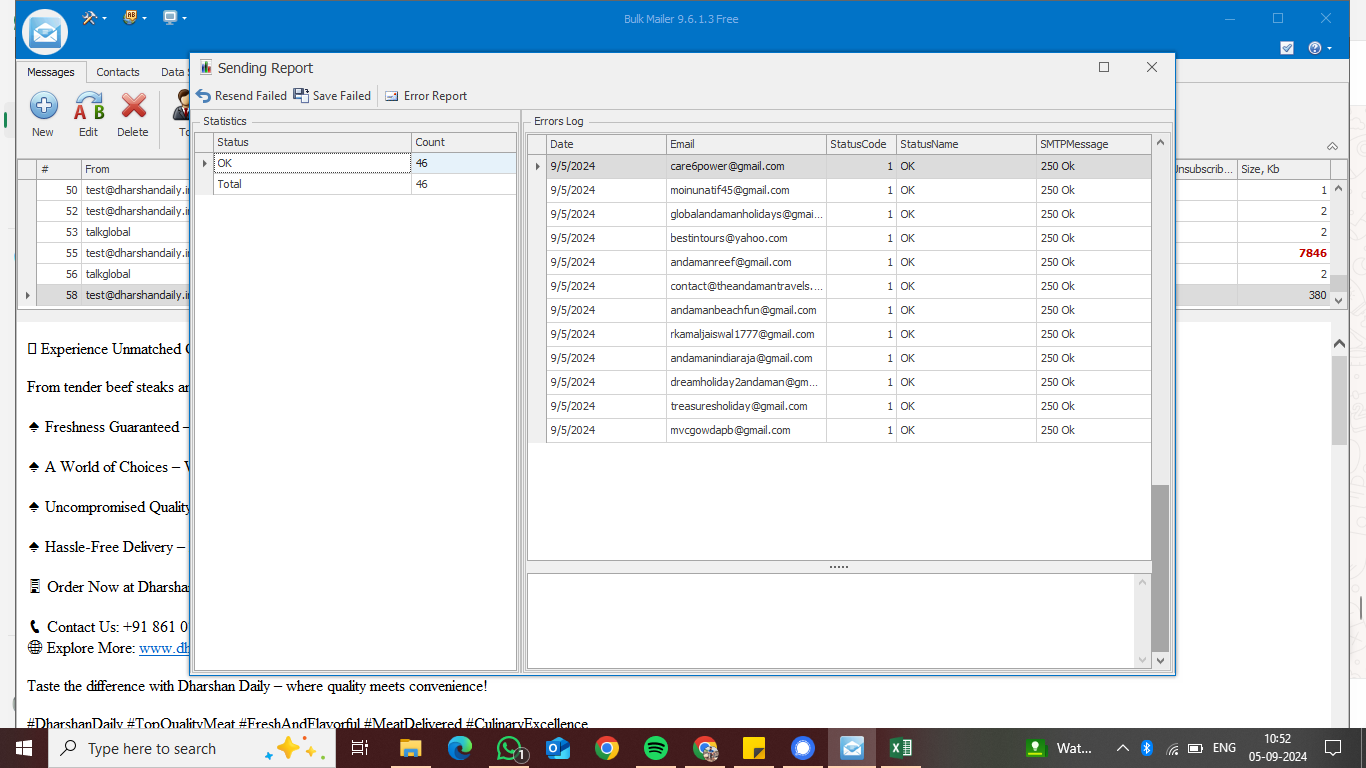 Bulk Mailer 9.6.1.3 Free
Messages Contacts Data
New Edit Delete To
Sending Report
Resend Failed Save Failed Error Report
Statistics
Status Count
OK 46
Total 46
Errors Log
Date Email StatusCode StatusName SMTPMessage
9/5/2024 care6power@gmail.com 1 OK 250 Ok
9/5/2024 moinunatif45@gmail.com 1 OK 250 Ok
9/5/2024 globalandamanholidays@gmai... 1 OK 250 Ok
9/5/2024 bestintours@yahoo.com 1 OK 250 Ok
9/5/2024 andamanreef@gmail.com 1 OK 250 Ok
9/5/2024 contact@theandamantravels.... 1 OK 250 Ok
9/5/2024 andamanbeachfun@gmail.com 1 OK 250 Ok
9/5/2024 rkamaljaiswal1777@gmail.com 1 OK 250 Ok
9/5/2024 andamanindiaraja@gmail.com 1 OK 250 Ok
9/5/2024 dreamholiday2andaman@gm... 1 OK 250 Ok
9/5/2024 treasuresholiday@gmail.com 1 OK 250 Ok
9/5/2024 mvcgowdapb@gmail.com 1 OK 250 Ok
# From Unsubscrib... Size, Kb
50 test@dharshandaily.in 1
52 test@dharshandaily.in 2
53 talkglobal 2
55 test@dharshandaily.in 7846
56 talkglobal 2
58 test@dharshandaily.in 380
Experience Unmatched
From tender beef steaks
♠ Freshness Guaranteed –
♠ A World of Choices –
♠ Uncompromised Quality
♠ Hassle-Free Delivery –
Order Now at Dharshan
Contact Us: +91 861 0
Explore More: www.dh
Taste the difference with Dharshan Daily – where quality meets convenience!
#DharshanDaily #TopQualityMeat #FreshAndFlavorful #MeatDelivered #CulinaryExcellence
Type here to search
1
Wat...
ENG
10:52
05-09-2024